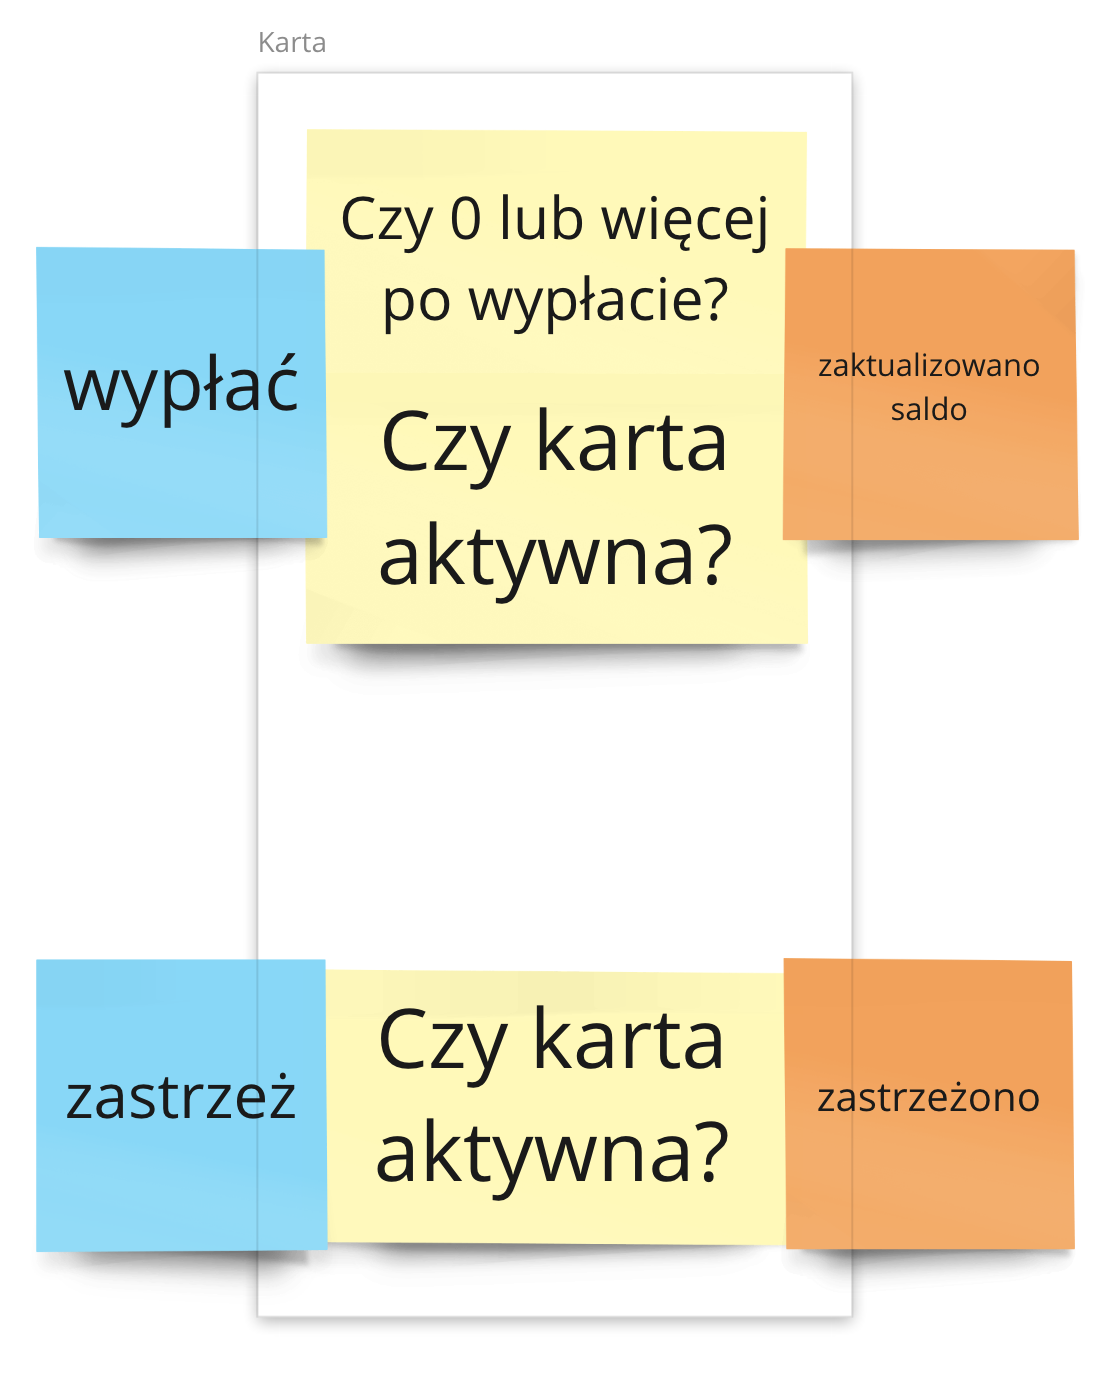 Karta
Czy 0 lub więcej
po wypłacie?
Czy karta
aktywna?
wypłać
zaktualizowano
saldo
zastrzeż
Czy karta
aktywna?
zastrzeżono